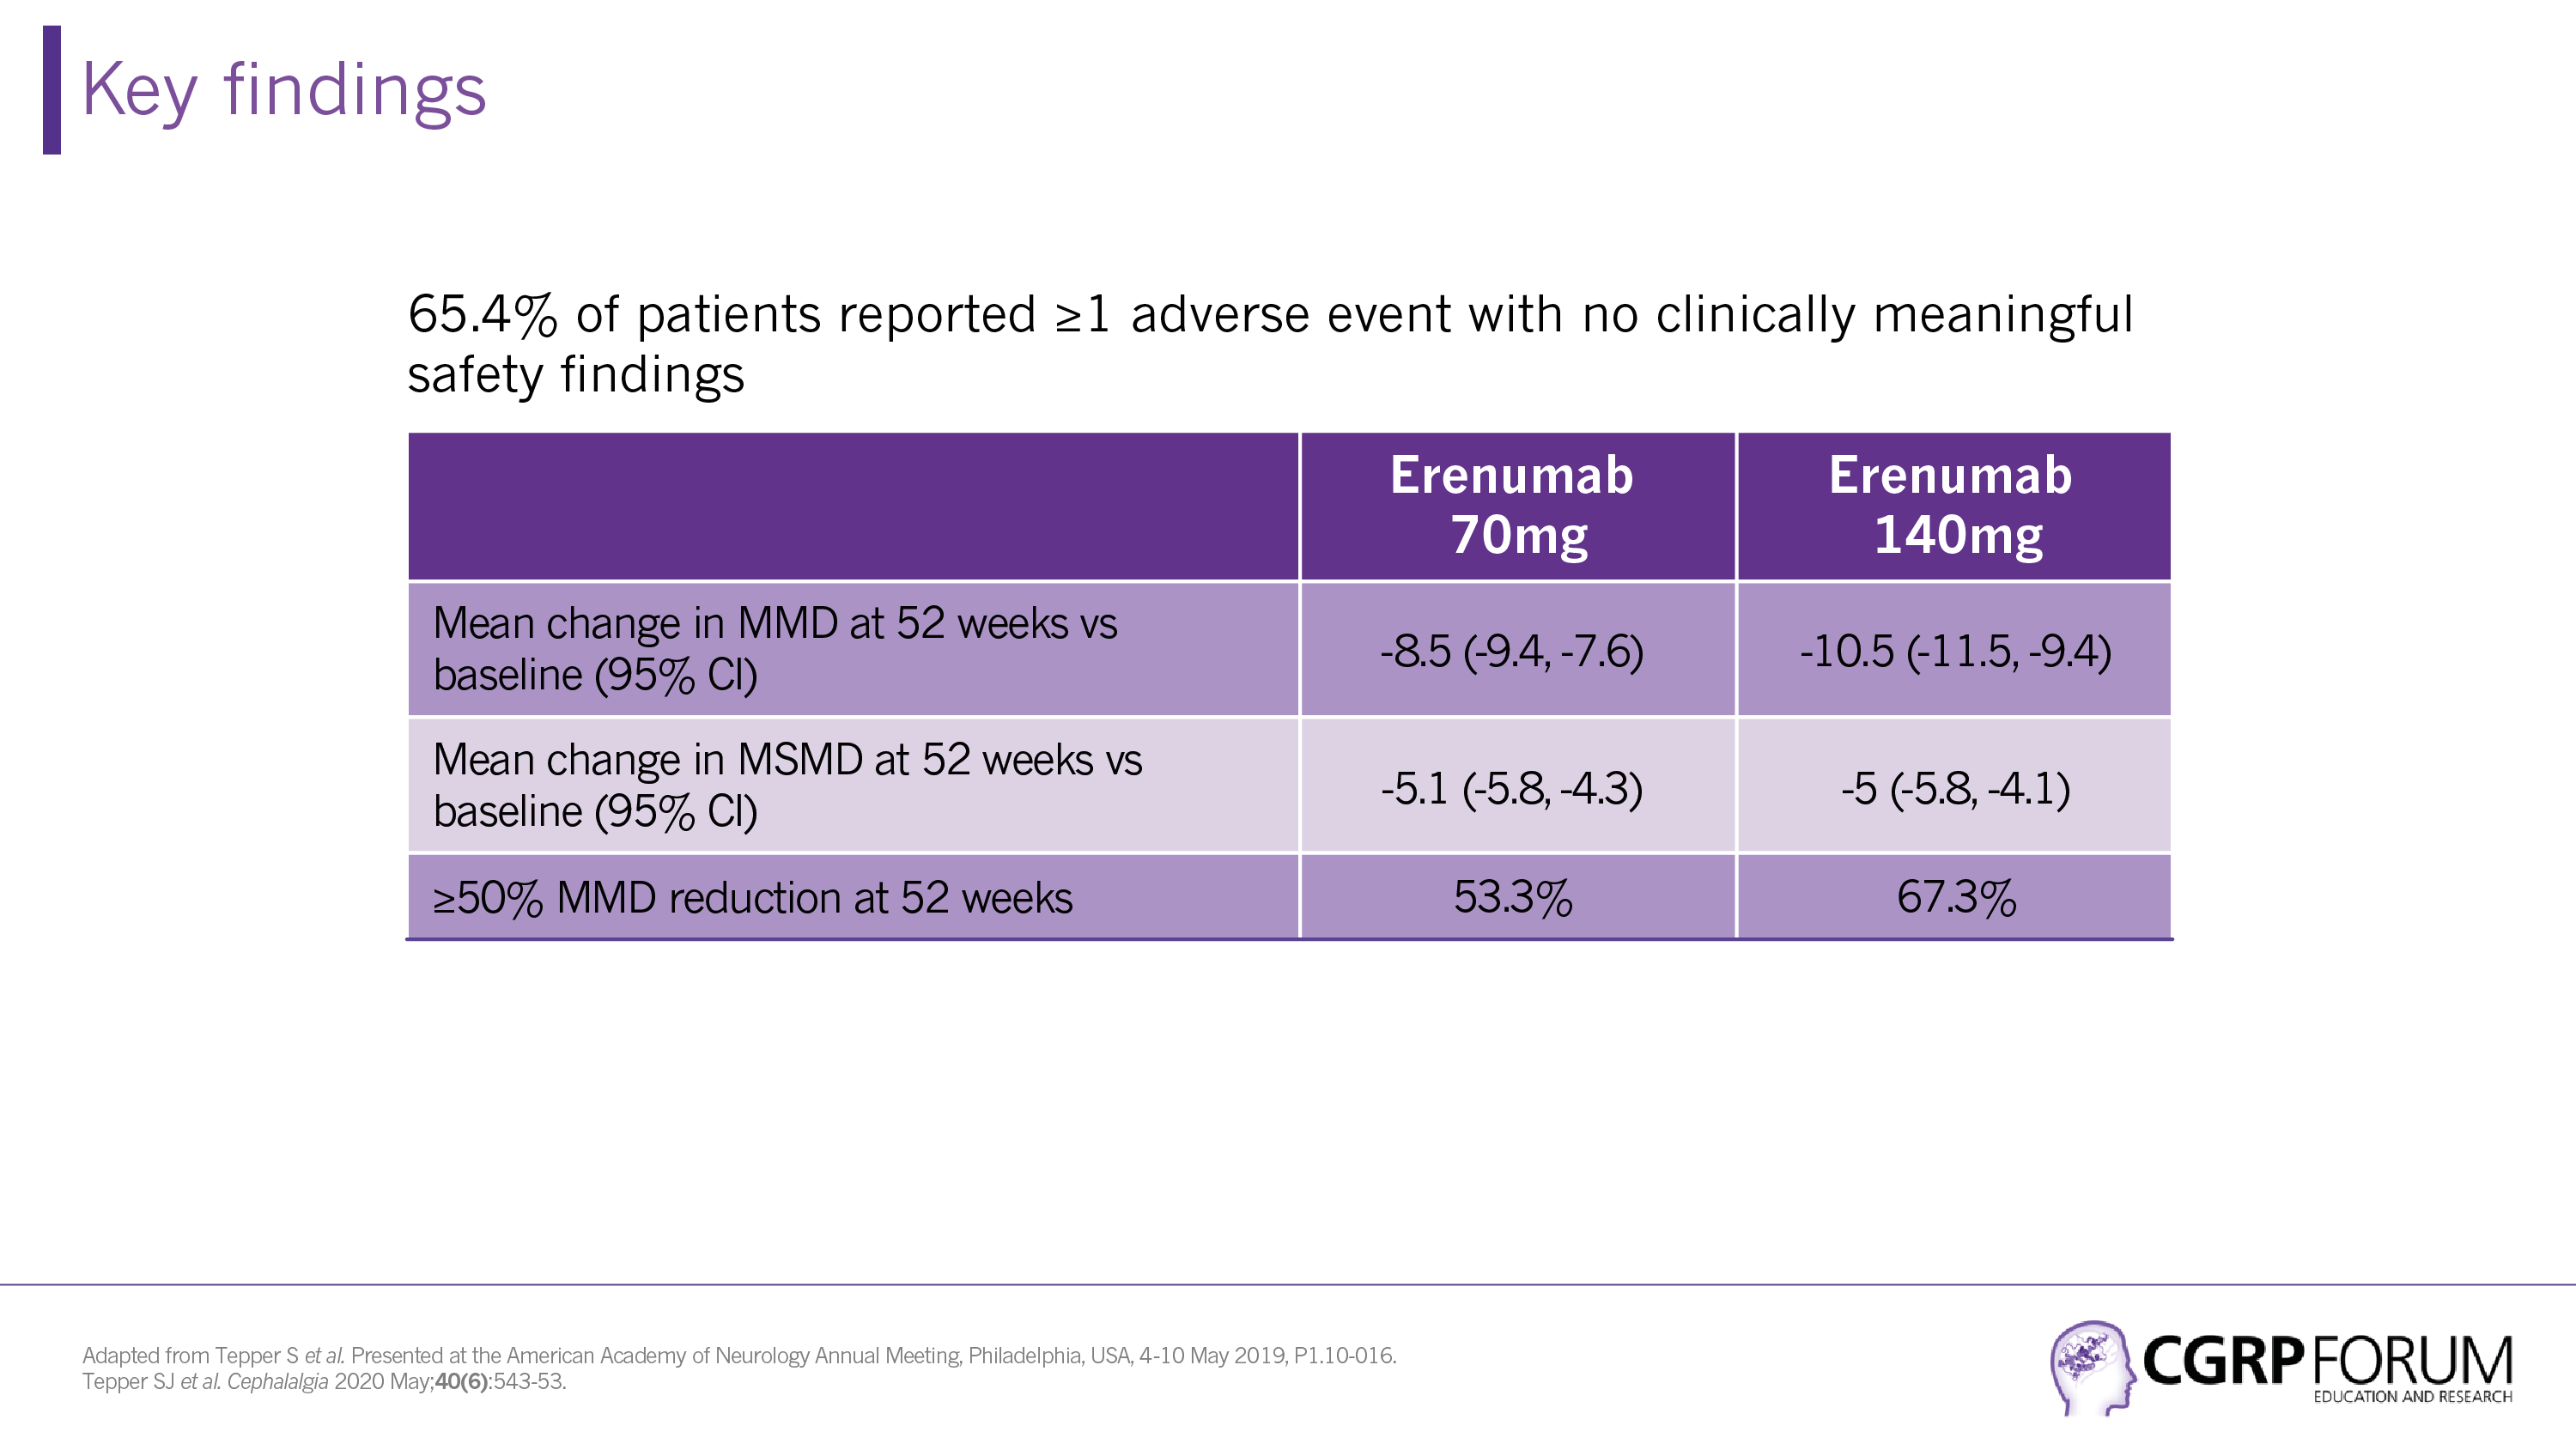 Key findings
65.4% of patients reported ≥1 adverse event with no clinically meaningful
safety findings
Erenumab
70mg
Erenumab
140mg
Mean change in MMD at 52 weeks vs
baseline (95% CI)
-8.5 (-9.4, -7.6)
-10.5 (-11.5, -9.4)
Mean change in MSMD at 52 weeks vs
baseline (95% CI)
-5.1 (-5.8, -4.3)
-5 (-5.8, -4.1)
≥50% MMD reduction at 52 weeks
53.3%
67.3%
Adapted from Tepper S et al. Presented at the American Academy of Neurology Annual Meeting, Philadelphia, USA, 4-10 May 2019, P1.10-016.
Tepper SJ et al. Cephalalgia 2020 May;40(6):543-53.
CGRP FORUM
EDUCATION AND RESEARCH